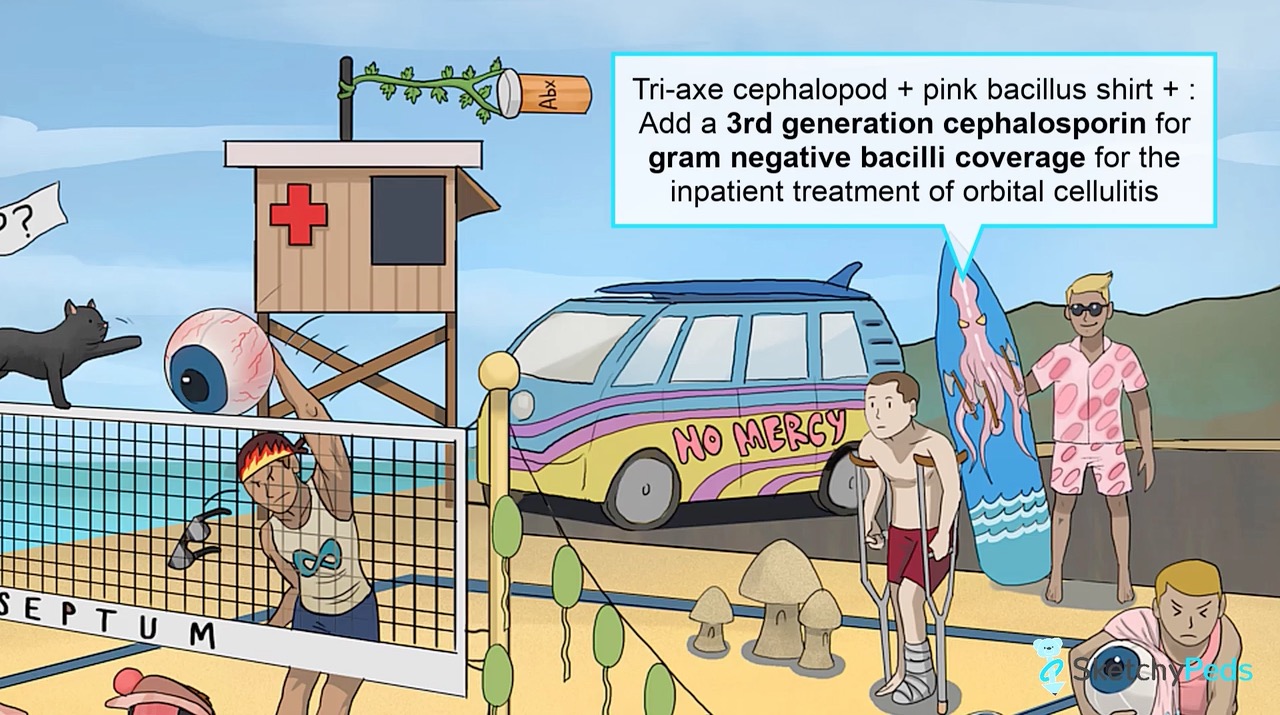 Abx
Tri-axe cephalopod + pink bacillus shirt + :
Add a 3rd generation cephalosporin for
gram negative bacilli coverage for the
inpatient treatment of orbital cellulitis
??
NO MERCY
SEPTUM
SketchyPeds